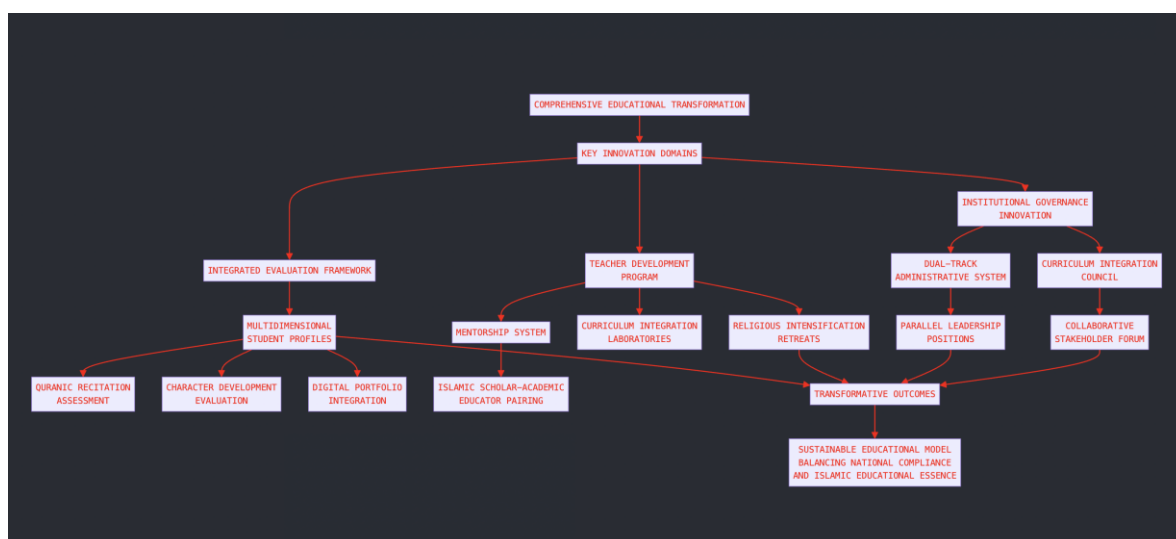 COMPREHENSIVE EDUCATIONAL TRANSFORMATION
KEY INNOVATION DOMAINS
INSTITUTIONAL GOVERNANCE
INNOVATION
INTEGRATED EVALUATION FRAMEWORK
TEACHER DEVELOPMENT
PROGRAM
DUAL-TRACK
ADMINISTRATIVE SYSTEM
CURRICULUM INTEGRATION
COUNCIL
MULTIDIMENSIONAL
STUDENT PROFILES
MENTORSHIP SYSTEM
CURRICULUM INTEGRATION
LABORATORIES
RELIGIOUS INTENSIFICATION
RETREATS
PARALLEL LEADERSHIP
POSITIONS
COLLABORATIVE
STAKEHOLDER FORUM
QURANIC RECITATION
ASSESSMENT
CHARACTER DEVELOPMENT
EVALUATION
DIGITAL PORTFOLIO
INTEGRATION
ISLAMIC SCHOLAR-ACADEMIC
EDUCATOR PAIRING
TRANSFORMATIVE OUTCOMES
SUSTAINABLE EDUCATIONAL MODEL
BALANCING NATIONAL COMPLIANCE
AND ISLAMIC EDUCATIONAL ESSENCE